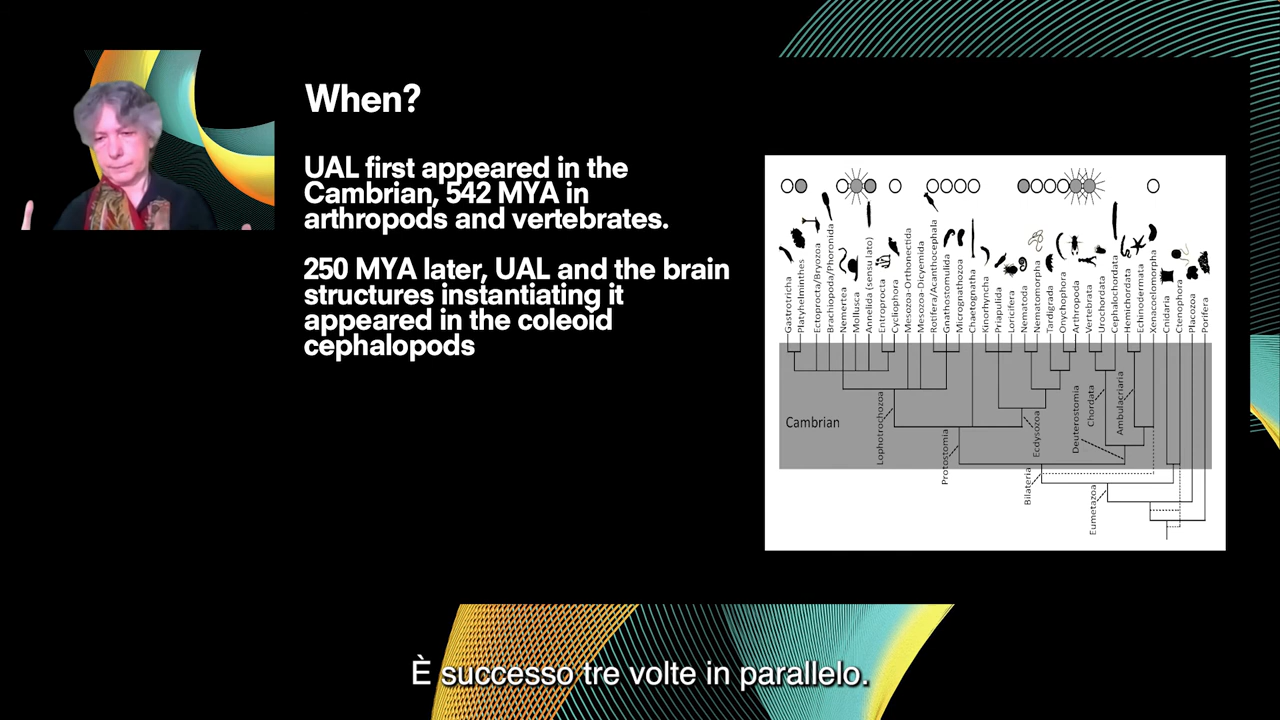 When?
UAL first appeared in the
Cambrian, 542 MYA in
arthropods and vertebrates.
250 MYA later, UAL and the brain
structures instantiating it
appeared in the coleoid
cephalopods
Gastrotricha
Platyhelminthes
Ectoprocta/Bryozoa
Brachiopoda/Phoronida
Nemertea
Mollusca
Annelida (sensu lato)
Entroprocta
Cycliophora
Mesozoa-Orthonectida
Mesozoa-Dicyemida
Rotifera/Acanthocephala
Gnathostomulida
Micrognathozoa
Chaetognatha
Kinorhyncha
Priapulida
Loricifera
Nematoda
Nematomorpha
Tardigrada
Onychophora
Arthropoda
Vertebrata
Urochordata
Cephalochordata
Hemichordata
Echinodermata
Xenacoelomorpha
Cnidaria
Ctenophora
Placozoa
Porifera
Cambrian
Lophotrochozoa
Protostomia
Ecdysozoa
Deuterostomia
Chordata
Ambulacriaria
Bilateria
Eumetazoa
È successo tre volte in parallelo.